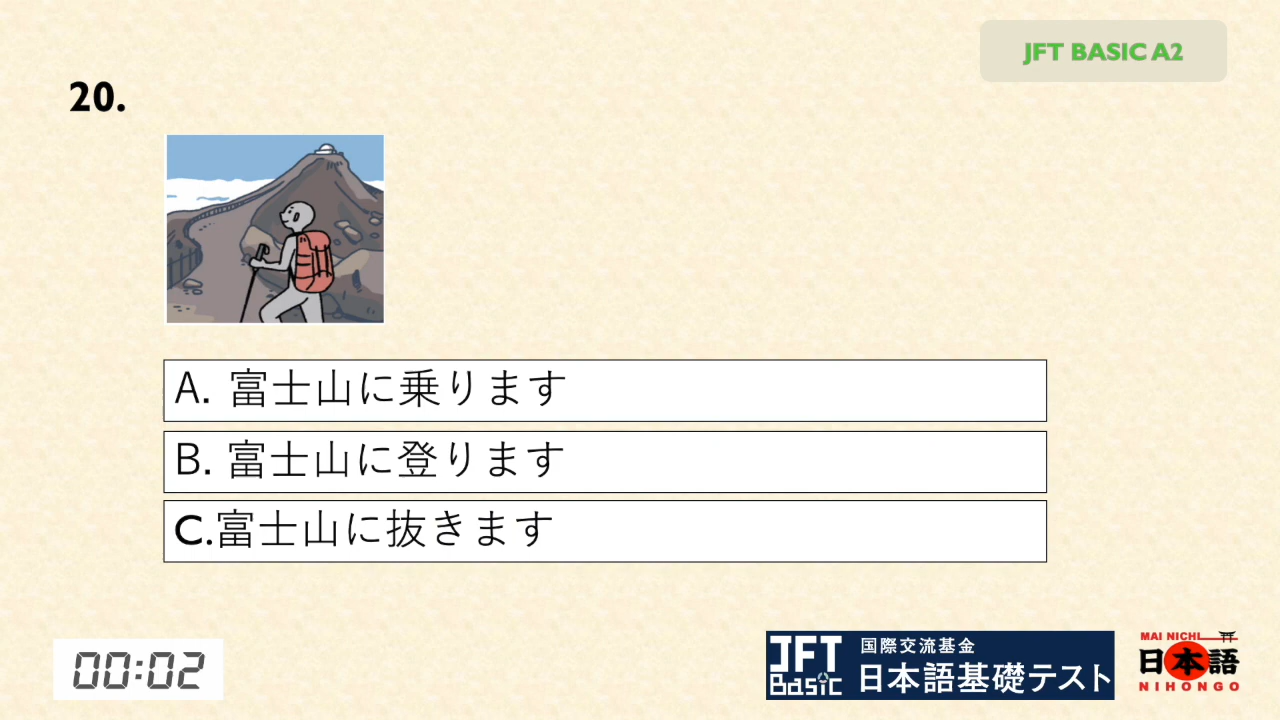 JFT BASIC A2
20.
A. 富士山に乗ります
B. 富士山に登ります
C.富士山に抜きます
00:02
JFT Basic
国際交流基金
日本語基礎テスト
MAI NICHI
日本語
NIHONGO